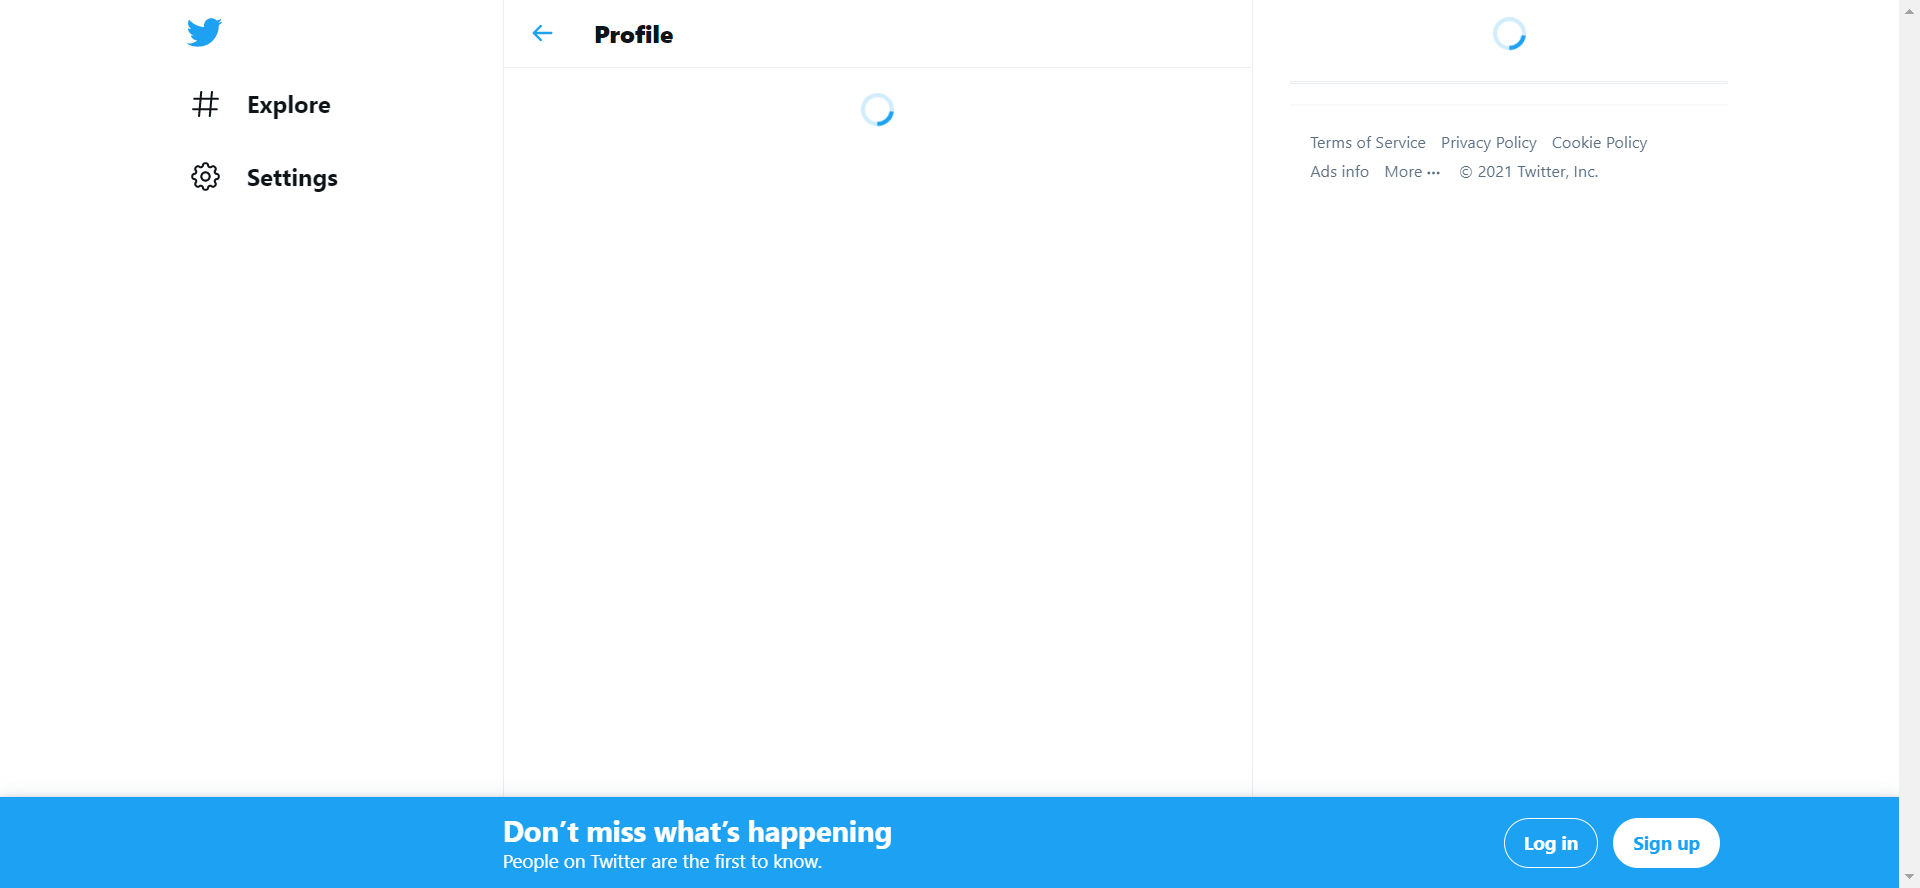 Explore
Settings
Profile
Terms of Service Privacy Policy Cookie Policy
Ads info More ··· © 2021 Twitter, Inc.
Don’t miss what’s happening
People on Twitter are the first to know.
Log in Sign up